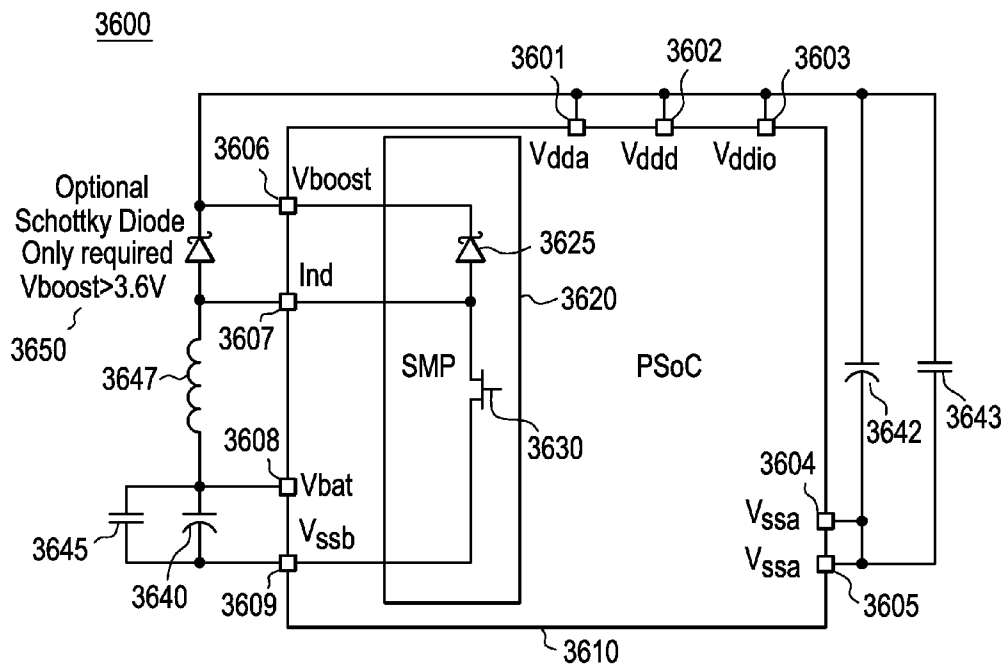 3600
3601
3602
3603
Vdda
Vddd
Vddio
3606
Vboost
Optional
Schottky Diode
Only required
Vboost>3.6V
3625
Ind
3620
3607
3650
3647
SMP
PSoC
3630
3642
3643
3608
Vbat
3604
Vssa
3645
3640
Vssb
3609
Vssa
3605
3610